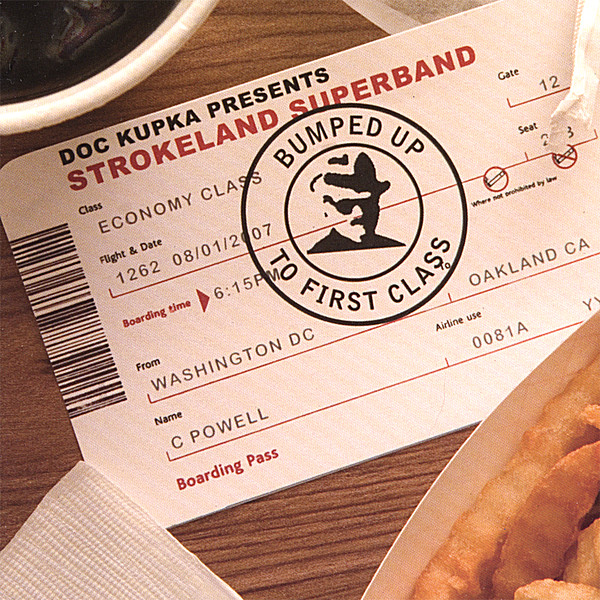 DOC KUPKA PRESENTS
STROKELAND SUPERBAND
Gate
12
Class
ECONOMY CLASS
Seat
Where not prohibited by law
Flight & Date
1262 08/01/2007
Boarding time 6:15PM
BUMPED UP
TO FIRST CLASS
To
OAKLAND CA
From
WASHINGTON DC
Airline use
0081A
Name
C POWELL
Boarding Pass